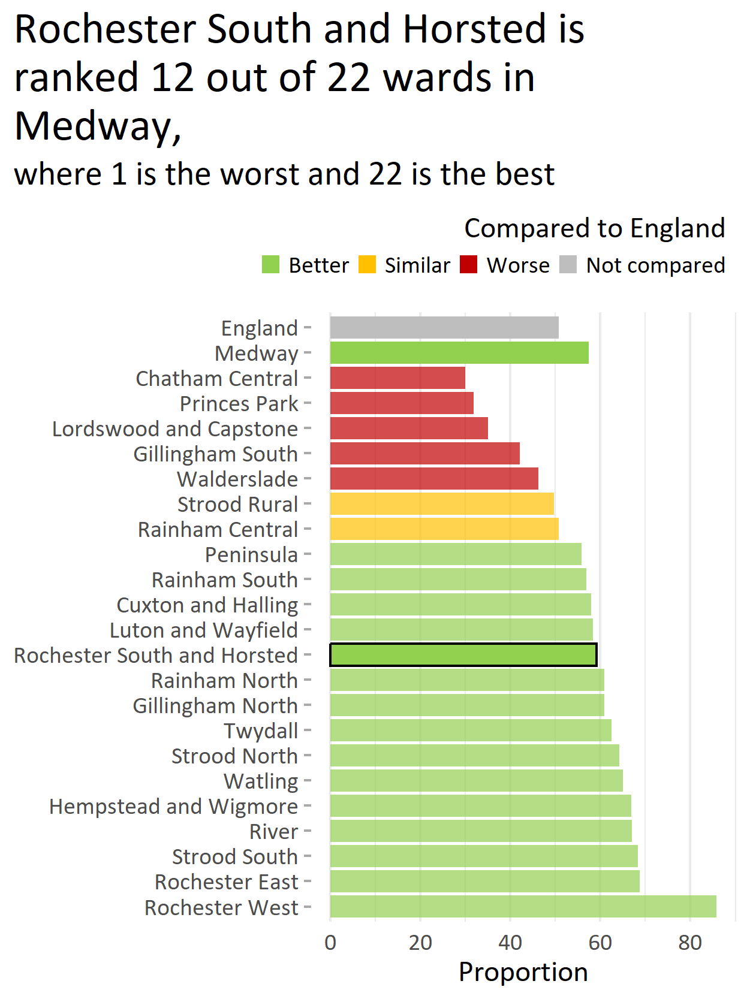 Rochester South and Horsted is
ranked 12 out of 22 wards in
Medway,
where 1 is the worst and 22 is the best
Compared to England
Better Similar Worse Not compared
England
Medway
Chatham Central
Princes Park
Lordswood and Capstone
Gillingham South
Walderslade
Strood Rural
Rainham Central
Peninsula
Rainham South
Cuxton and Halling
Luton and Wayfield
Rochester South and Horsted
Rainham North
Gillingham North
Twydall
Strood North
Watling
Hempstead and Wigmore
River
Strood South
Rochester East
Rochester West
0 20 40 60 80
Proportion